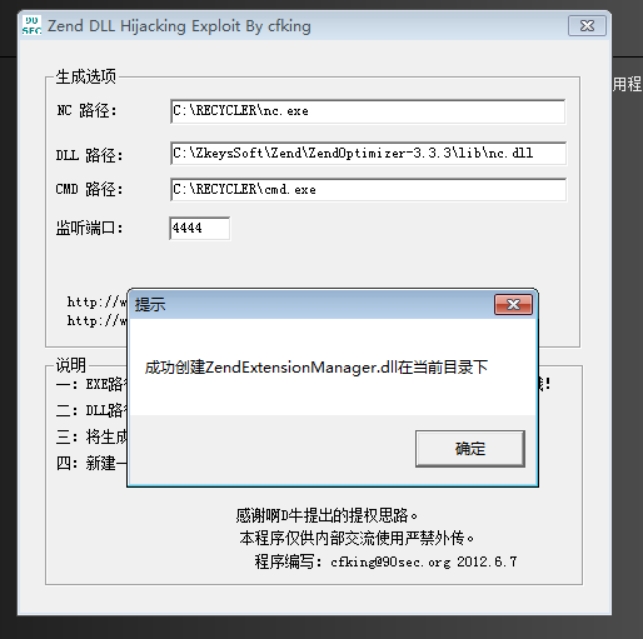 90
SEC
Zend DLL Hijacking Exploit By cfking
用程
生成选项
NC 路径: C:\RECYCLER\nc.exe
DLL 路径: C:\ZkeysSoft\Zend\ZendOptimizer-3.3.3\lib\nc.dll
CMD 路径: C:\RECYCLER\cmd.exe
监听端口: 4444
http://w
http://w
提示
成功创建ZendExtensionManager.dll在当前目录下
确定
说明
一: EXE路
二: DLL路
三: 将生成
四: 新建一
感谢啊D牛提出的提权思路。
本程序仅供内部交流使用严禁外传。
程序编写: cfking@90sec.org 2012.6.7